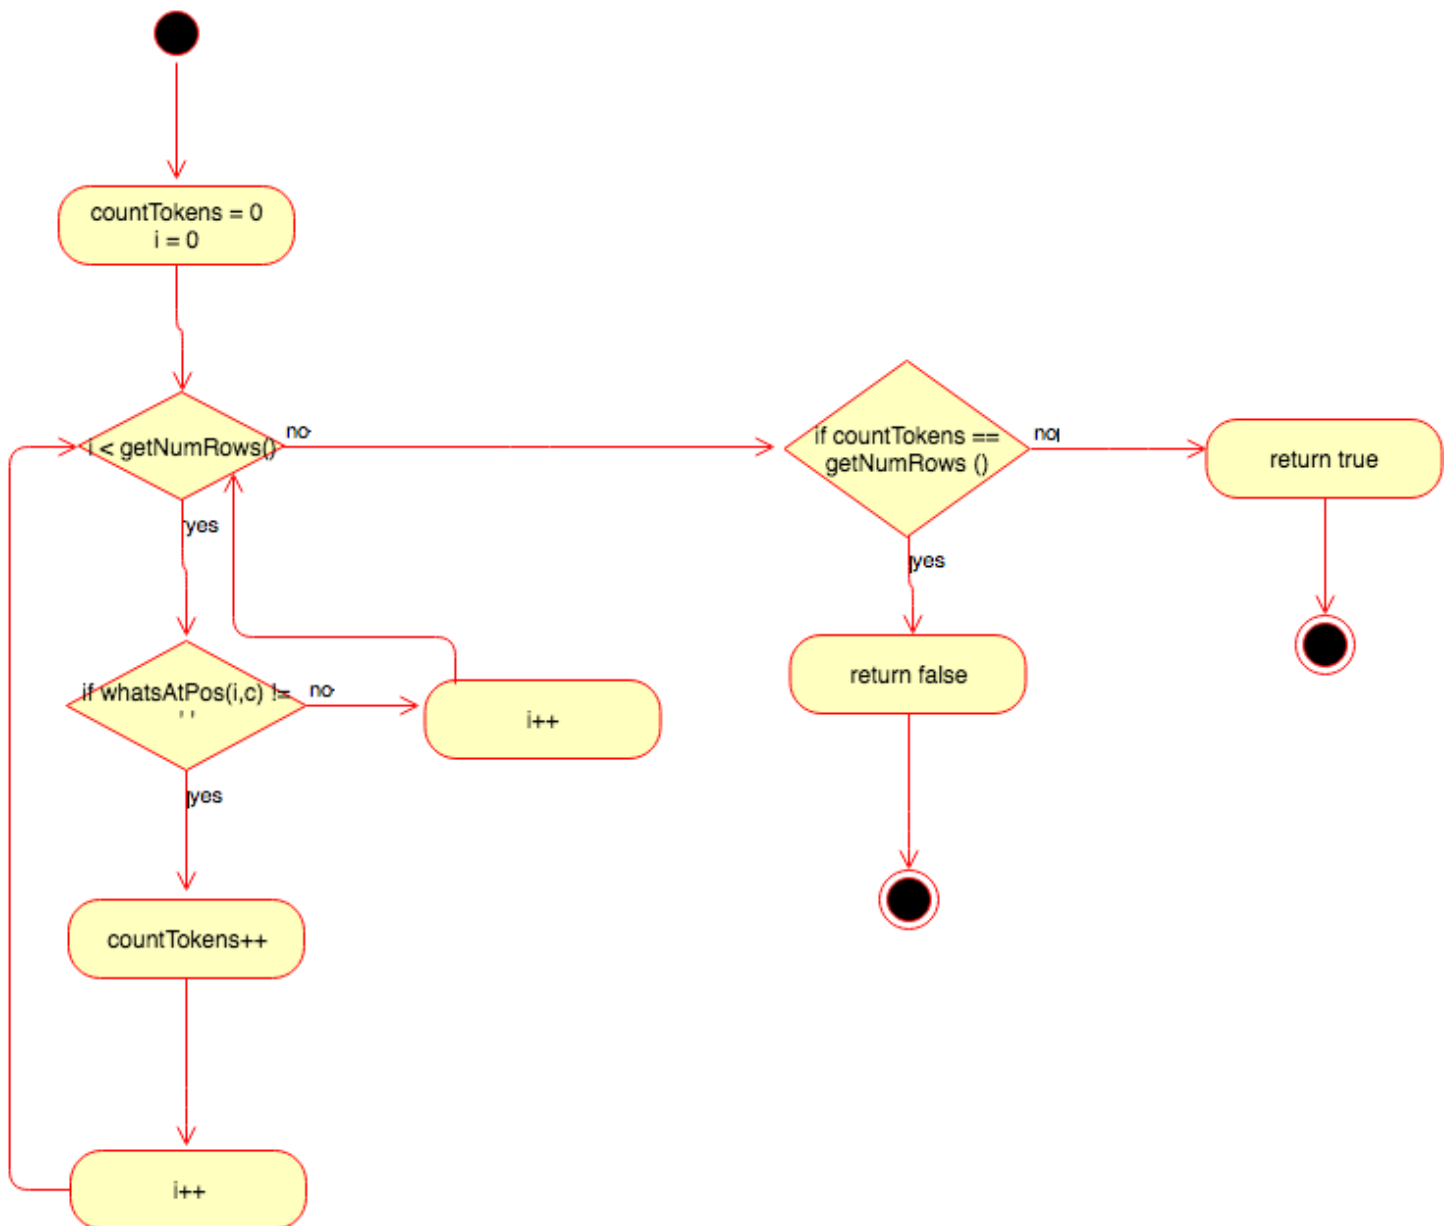 countTokens = 0
i = 0
i < getNumRows()
no
if countTokens ==
getNumRows ()
no
return true
yes
yes
return false
if whatsAtPos(i,c) !=
' '
no
i++
yes
countTokens++
i++